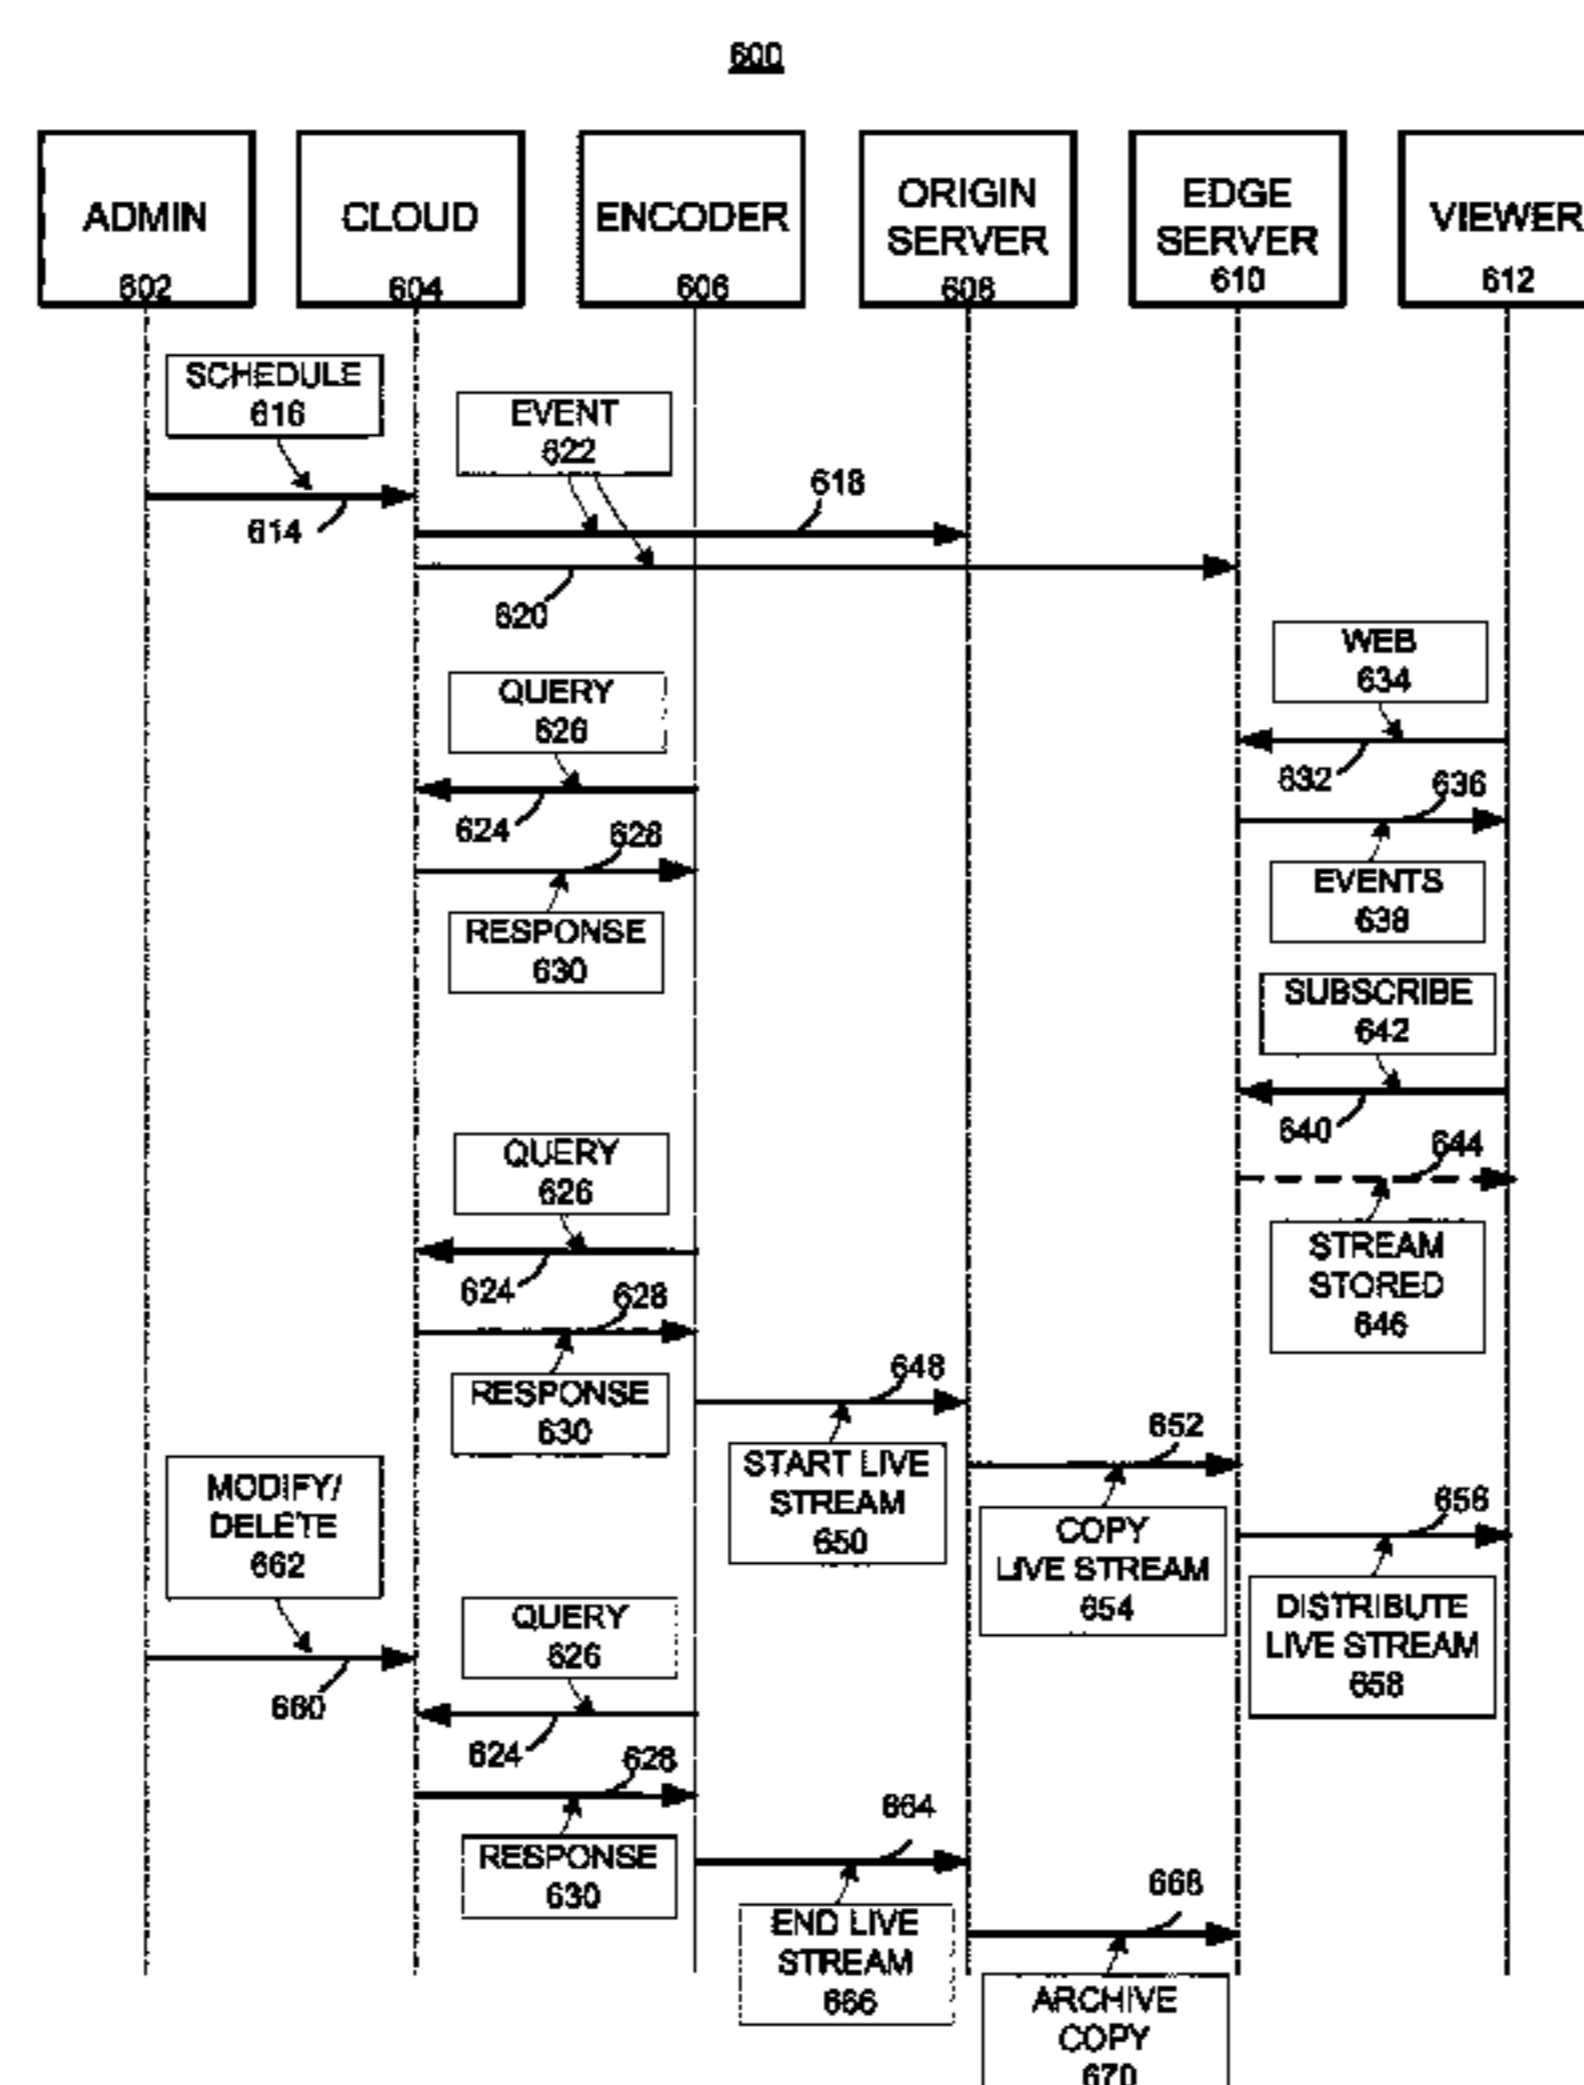 600
ADMIN
602
CLOUD
604
ENCODER
606
ORIGIN
SERVER
608
EDGE
SERVER
610
VIEWER
612
SCHEDULE
616
614
EVENT
622
618
620
WEB
634
632
QUERY
626
624
636
628
EVENTS
638
RESPONSE
630
SUBSCRIBE
642
640
QUERY
626
644
624
STREAM
STORED
646
628
RESPONSE
630
648
START LIVE
STREAM
650
652
COPY
LIVE STREAM
654
656
DISTRIBUTE
LIVE STREAM
658
MODIFY/
DELETE
662
660
QUERY
626
624
628
RESPONSE
630
664
END LIVE
STREAM
666
668
ARCHIVE
COPY
670